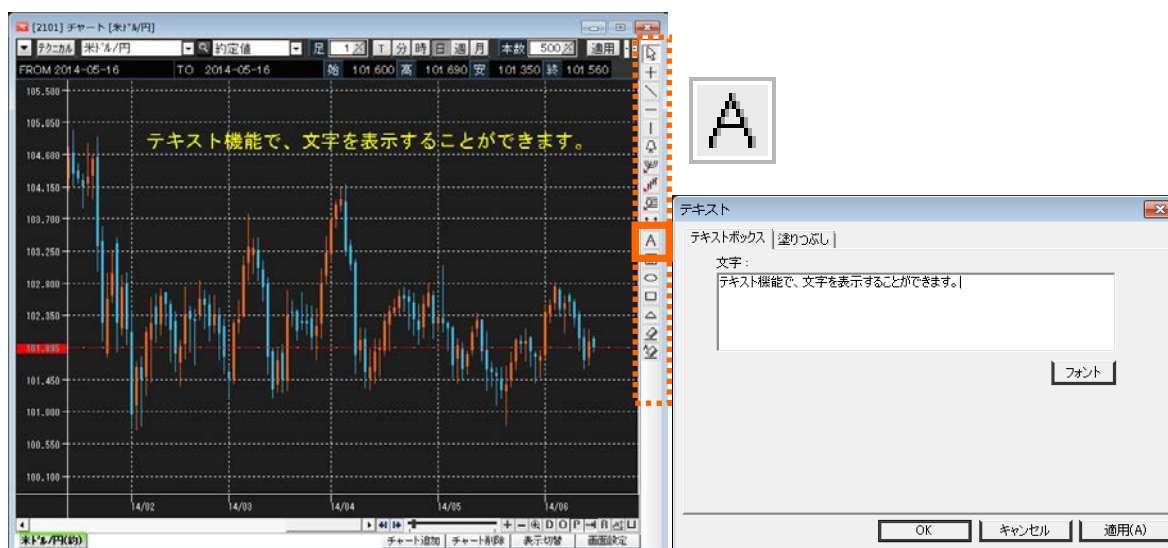 [2101] チャート [米ドル/円]
テクニカル 米ドル/円 約定値 足 1 T 分 時 日 週 月 本数 500 適用
FROM 2014-05-16 TO 2014-05-16 始 101.600 高 101.690 安 101.350 終 101.560
105.500
105.050
テキスト機能で、文字を表示することができます。
104.600
104.150
103.700
103.250
102.800
102.350
101.895
101.450
101.000
100.550
100.100
14/02 14/03 14/04 14/05 14/06
D O P R
米ドル/円(約) チャート追加 チャート削除 表示切替 画面設定
A
A
テキスト
テキストボックス 塗りつぶし
文字:
テキスト機能で、文字を表示することができます。
フォント
OK キャンセル 適用(A)